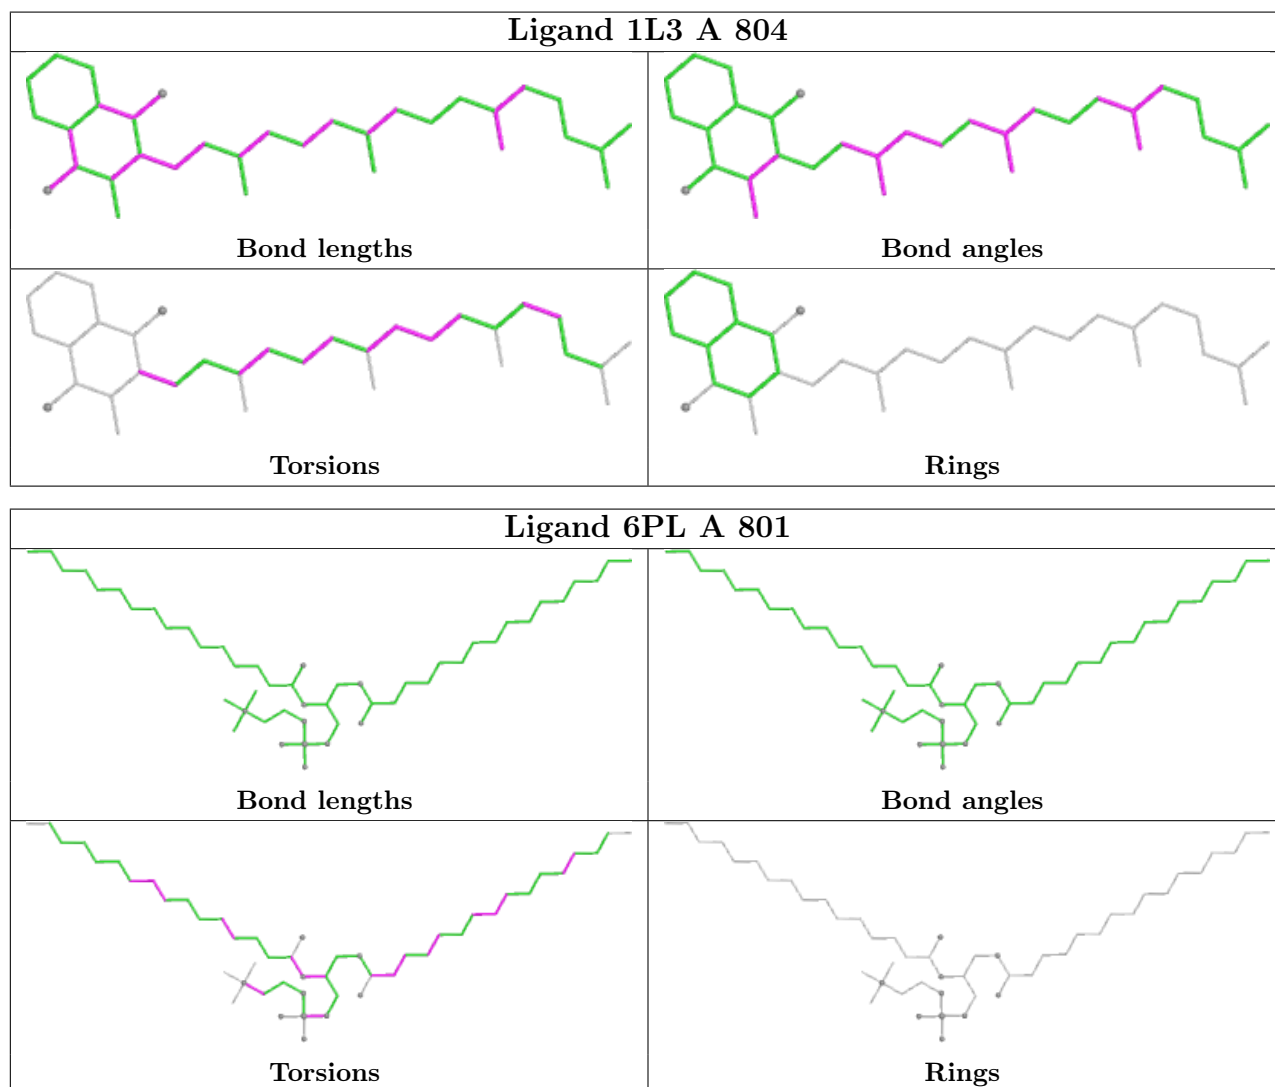 Ligand 1L3 A 804
Bond lengths
Bond angles
Torsions
Rings
Ligand 6PL A 801
Bond lengths
Bond angles
Torsions
Rings